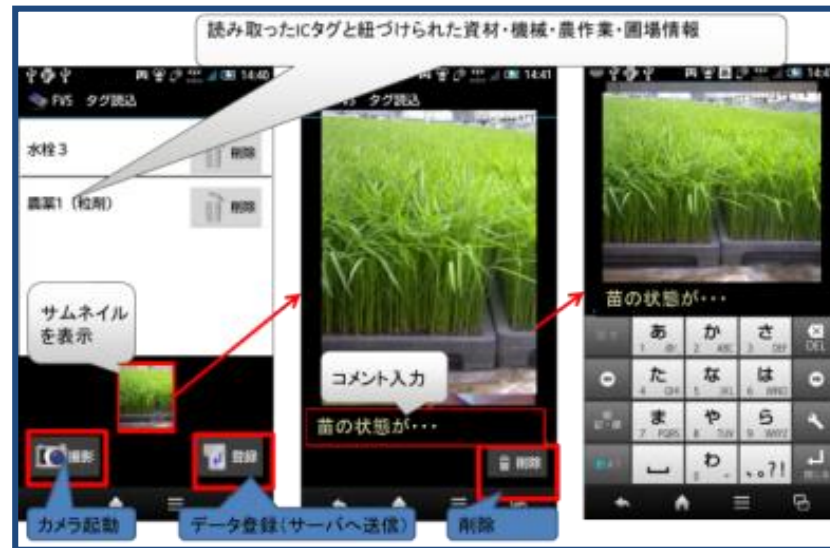 読み取ったICタグと紐づけられた資材・機械・農作業・圃場情報
14:40
FVS タグ読込
水栓3
削除
農薬1（粒剤）
削除
サムネイル
を表示
撮影
登録
カメラ起動
データ登録（サーバへ送信）
14:41
タグ読込
コメント入力
苗の状態が・・・
削除
削除
苗の状態が・・・
あ
か
さ
DEL
た
な
は
ま
や
ら
わ
､｡?!